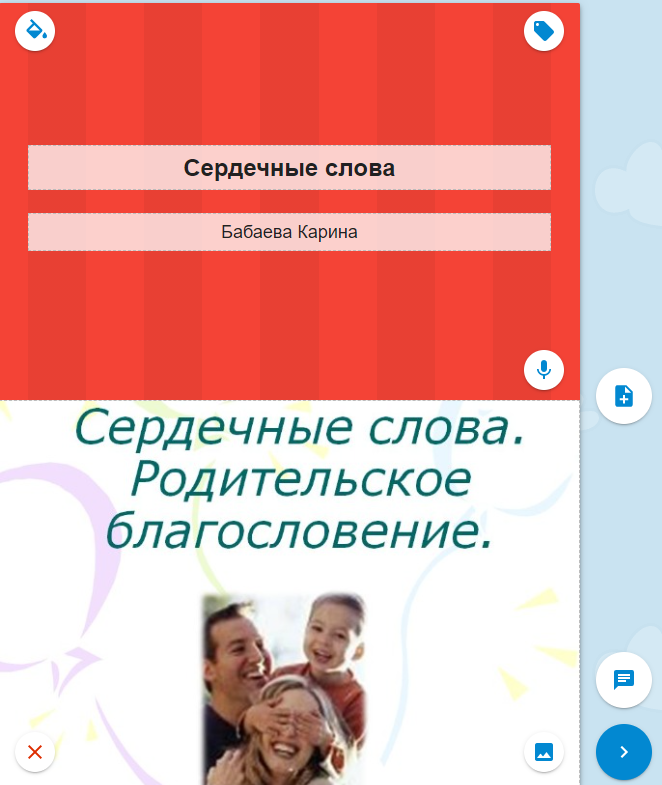 Сердечные слова
Бабаева Карина
Сердечные слова.
Родительское
благословение.